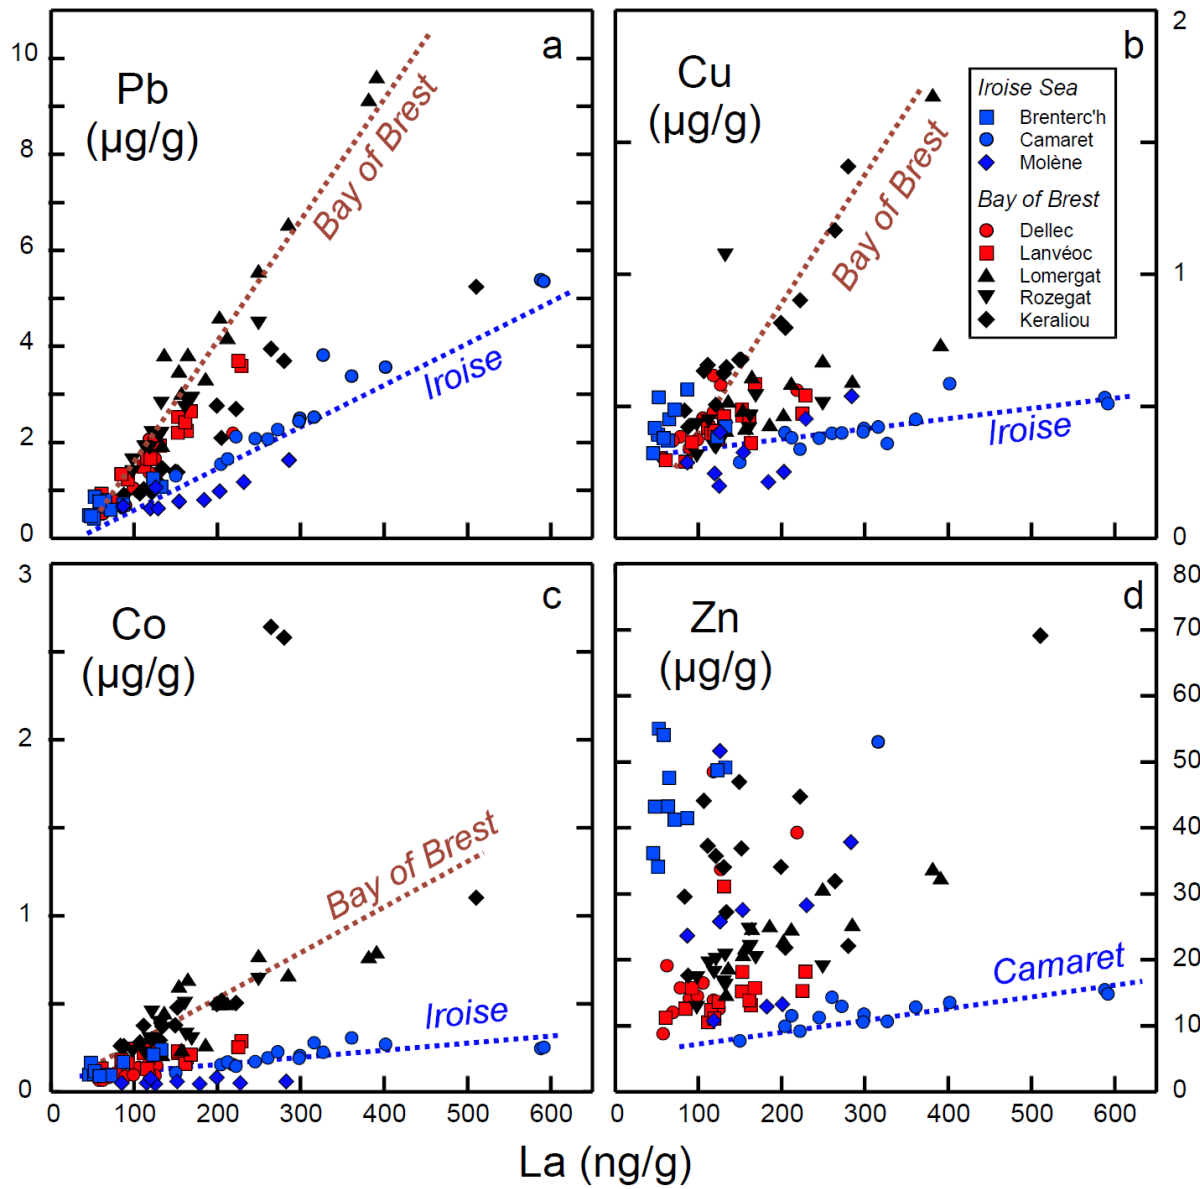 a
Pb
(µg/g)
Bay of Brest
Iroise
10
8
6
4
2
0
b
Cu
(µg/g)
Bay of Brest
Iroise
Iroise Sea
Brenterc'h
Camaret
Molène
Bay of Brest
Dellec
Lanvéoc
Lomergat
Rozegat
Keraliou
2
1
0
c
Co
(µg/g)
Bay of Brest
Iroise
3
2
1
0
0 100 200 300 400 500 600
d
Zn
(µg/g)
Camaret
80
70
60
50
40
30
20
10
0
0 100 200 300 400 500 600
La (ng/g)